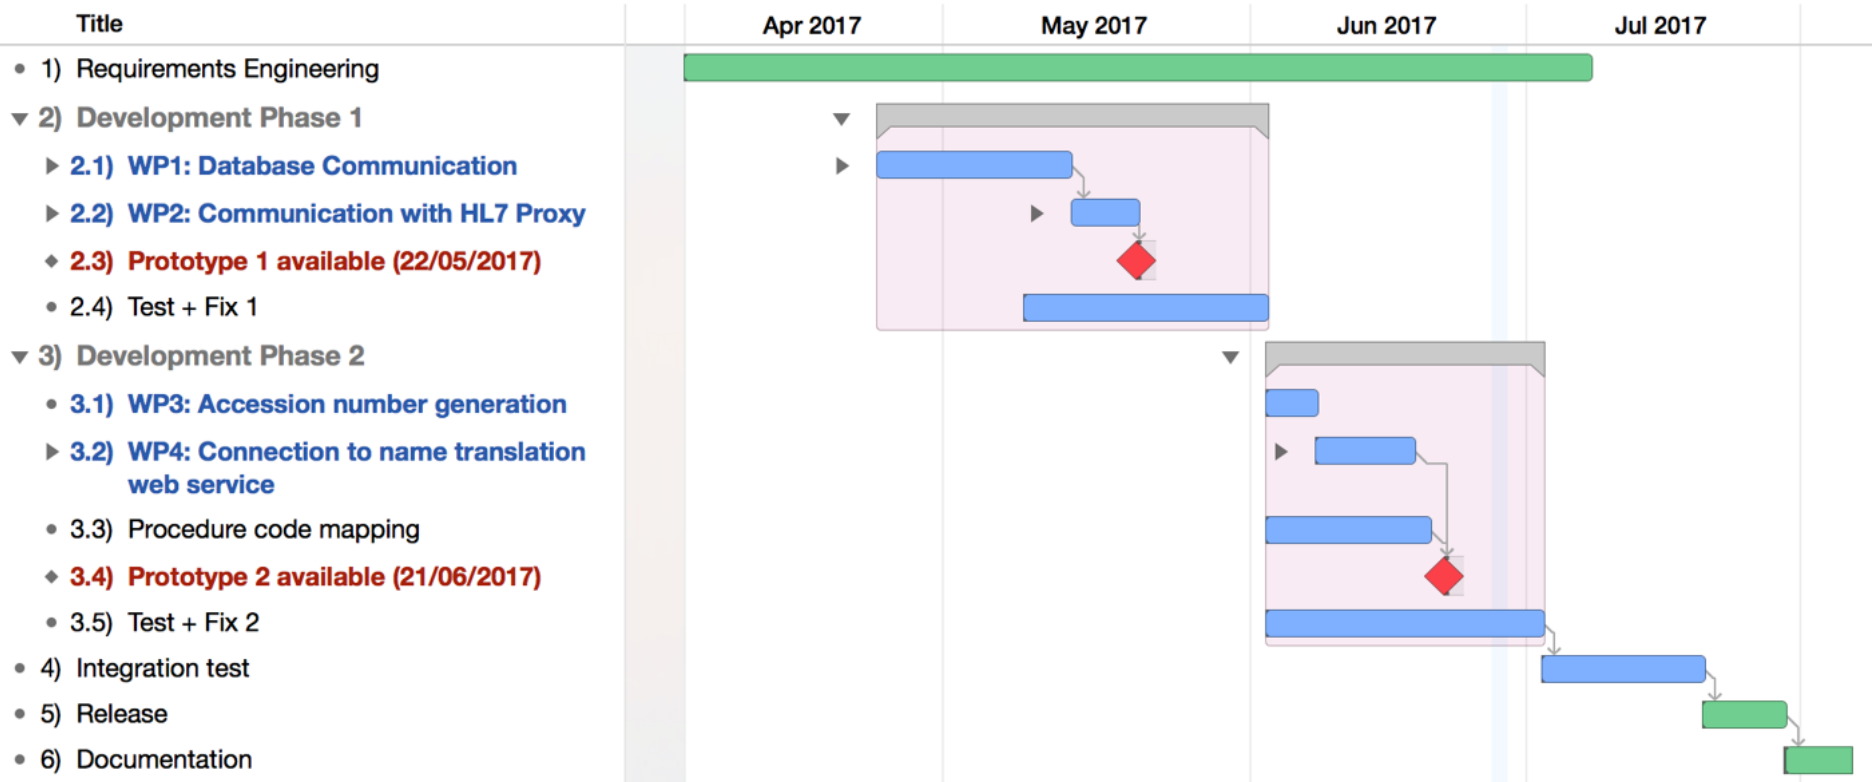 Title Apr 2017 May 2017 Jun 2017 Jul 2017
1) Requirements Engineering
2) Development Phase 1
2.1) WP1: Database Communication
2.2) WP2: Communication with HL7 Proxy
2.3) Prototype 1 available (22/05/2017)
2.4) Test + Fix 1
3) Development Phase 2
3.1) WP3: Accession number generation
3.2) WP4: Connection to name translation
web service
3.3) Procedure code mapping
3.4) Prototype 2 available (21/06/2017)
3.5) Test + Fix 2
4) Integration test
5) Release
6) Documentation